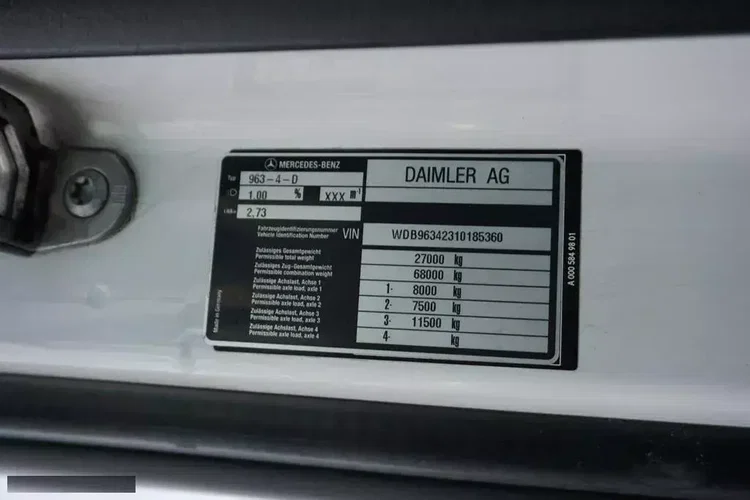 MERCEDES-BENZ
DAIMLER AG
Typ 963-4-D
1.00 % XXX m⁻¹
2,73
Fahrzeugidentifizierungsnummer
Vehicle Identification Number VIN WDB96342310185360
Zulässiges Gesamtgewicht
Permissible total weight 27000 kg
Zulässiges Zug-Gesamtgewicht
Permissible combination weight 68000 kg
Zulässige Achslast, Achse 1
Permissible axle load, axle 1 1- 8000 kg
Zulässige Achslast, Achse 2
Permissible axle load, axle 2 2- 7500 kg
Zulässige Achslast, Achse 3
Permissible axle load, axle 3 3- 11500 kg
Zulässige Achslast, Achse 4
Permissible axle load, axle 4 4- kg
Made in Germany
A 000 584 98 01